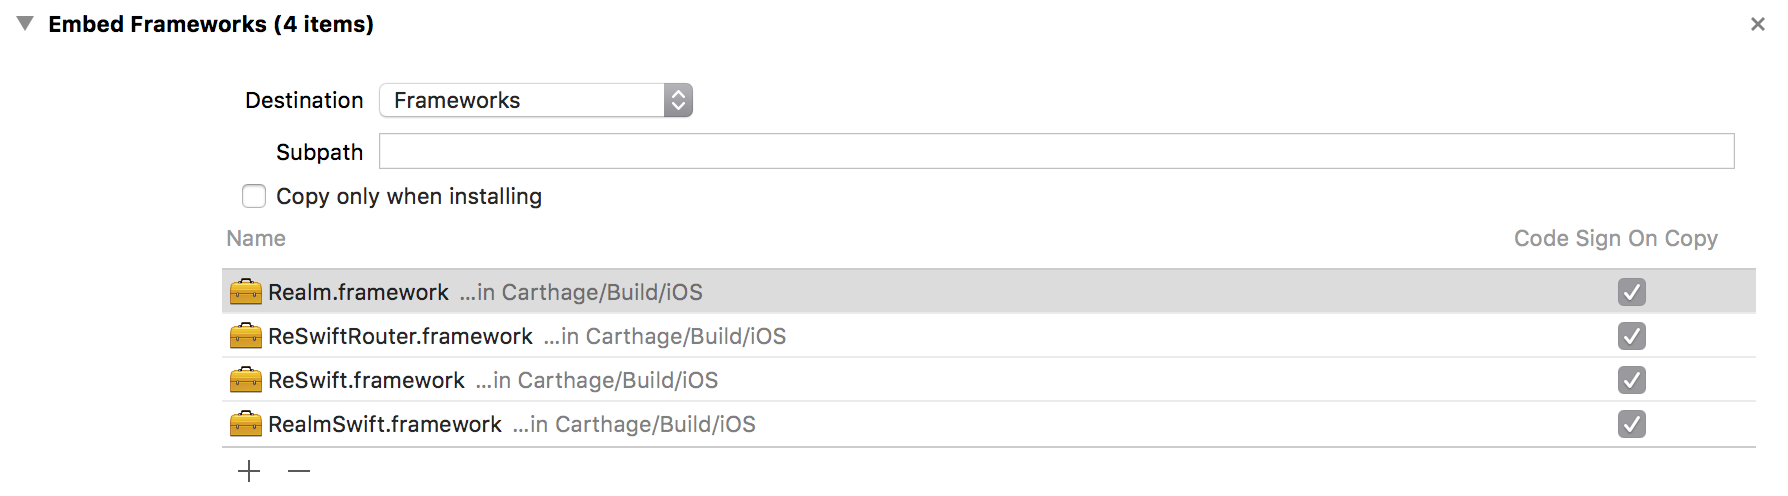 Embed Frameworks (4 items)
Destination Frameworks
Subpath
Copy only when installing
Name Code Sign On Copy
Realm.framework ...in Carthage/Build/iOS
ReSwiftRouter.framework ...in Carthage/Build/iOS
ReSwift.framework ...in Carthage/Build/iOS
RealmSwift.framework ...in Carthage/Build/iOS